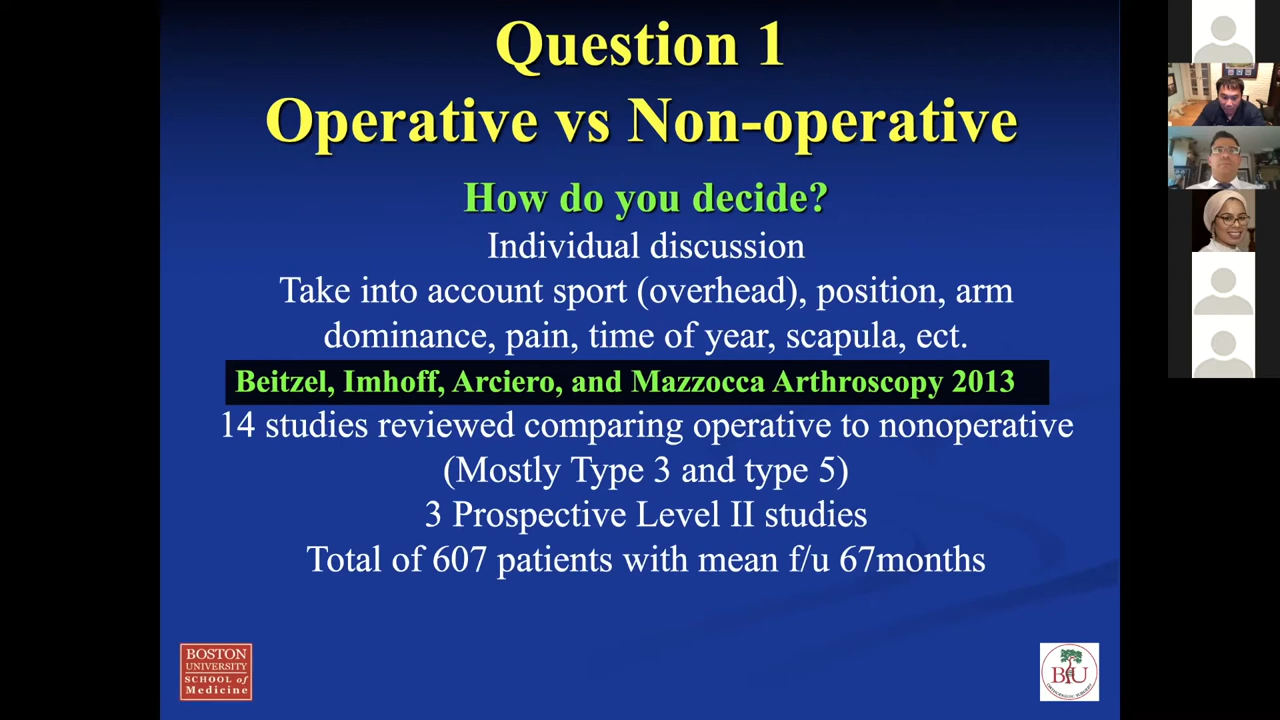 Question 1
Operative vs Non-operative
How do you decide?
Individual discussion
Take into account sport (overhead), position, arm
dominance, pain, time of year, scapula, ect.
Beitzel, Imhoff, Arciero, and Mazzocca Arthroscopy 2013
14 studies reviewed comparing operative to nonoperative
(Mostly Type 3 and type 5)
3 Prospective Level II studies
Total of 607 patients with mean f/u 67months
BOSTON
UNIVERSITY
SCHOOL of
Medicine
BU